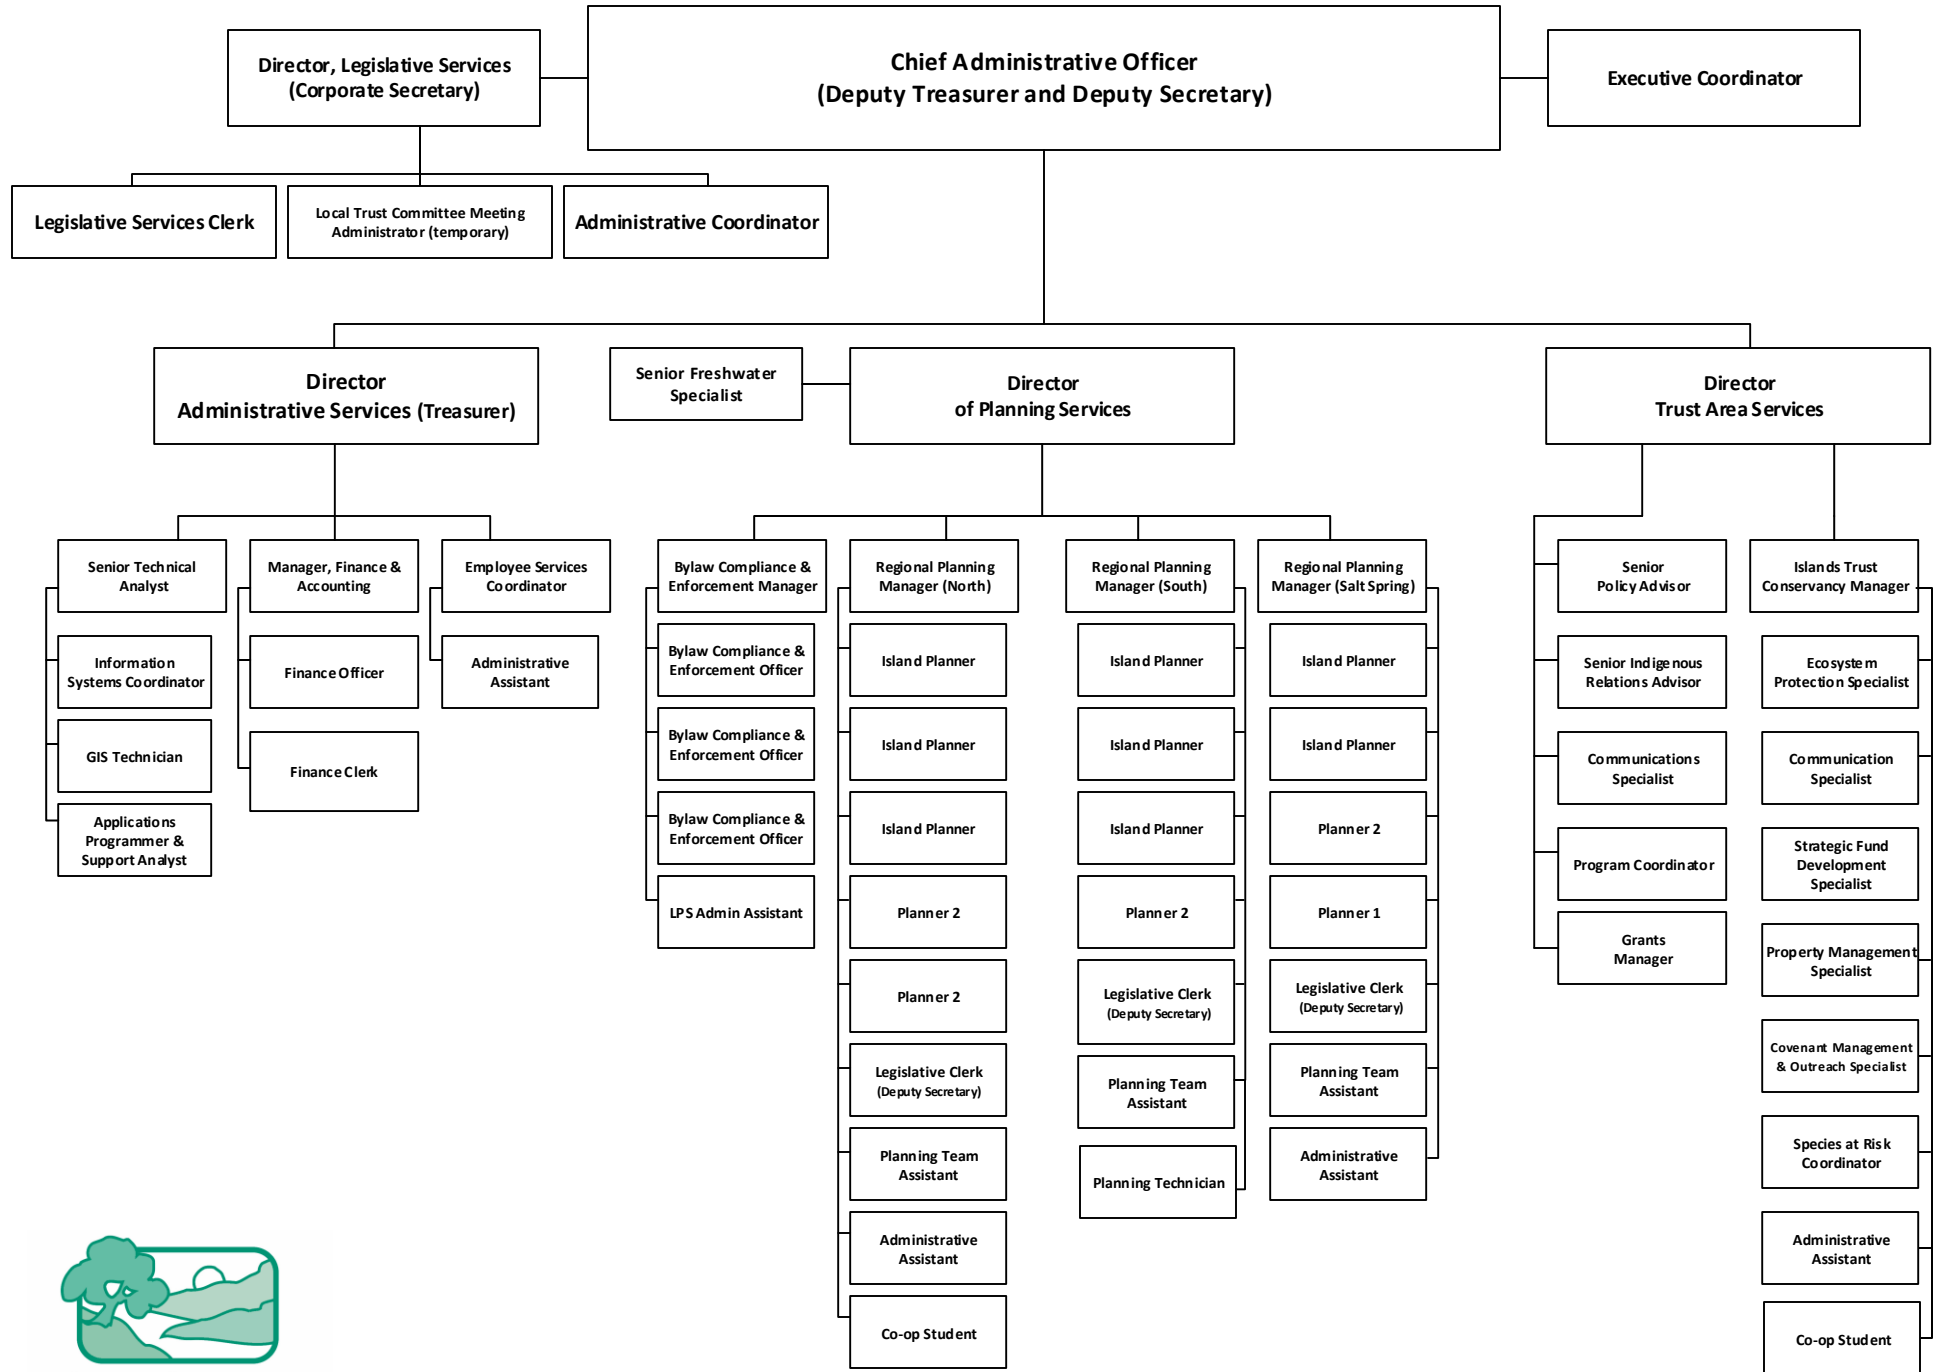 Director, Legislative Services
(Corporate Secretary)
Chief Administrative Officer
(Deputy Treasurer and Deputy Secretary)
Executive Coordinator
Legislative Services Clerk
Local Trust Committee Meeting
Administrator (temporary)
Administrative Coordinator
Director
Administrative Services (Treasurer)
Senior Freshwater
Specialist
Director
of Planning Services
Director
Trust Area Services
Senior Technical
Analyst
Information
Systems Coordinator
GIS Technician
Applications
Programmer &
Support Analyst
Manager, Finance &
Accounting
Finance Officer
Finance Clerk
Employee Services
Coordinator
Administrative
Assistant
Bylaw Compliance &
Enforcement Manager
Bylaw Compliance &
Enforcement Officer
Bylaw Compliance &
Enforcement Officer
Bylaw Compliance &
Enforcement Officer
LPS Admin Assistant
Regional Planning
Manager (North)
Island Planner
Island Planner
Island Planner
Planner 2
Planner 2
Legislative Clerk
(Deputy Secretary)
Planning Team
Assistant
Administrative
Assistant
Co-op Student
Regional Planning
Manager (South)
Island Planner
Island Planner
Island Planner
Planner 2
Legislative Clerk
(Deputy Secretary)
Planning Team
Assistant
Planning Technician
Regional Planning
Manager (Salt Spring)
Island Planner
Island Planner
Planner 2
Planner 1
Legislative Clerk
(Deputy Secretary)
Planning Team
Assistant
Administrative
Assistant
Senior
Policy Advisor
Senior Indigenous
Relations Advisor
Communications
Specialist
Program Coordinator
Grants
Manager
Islands Trust
Conservancy Manager
Ecosystem
Protection Specialist
Communication
Specialist
Strategic Fund
Development
Specialist
Property Management
Specialist
Covenant Management
& Outreach Specialist
Species at Risk
Coordinator
Administrative
Assistant
Co-op Student